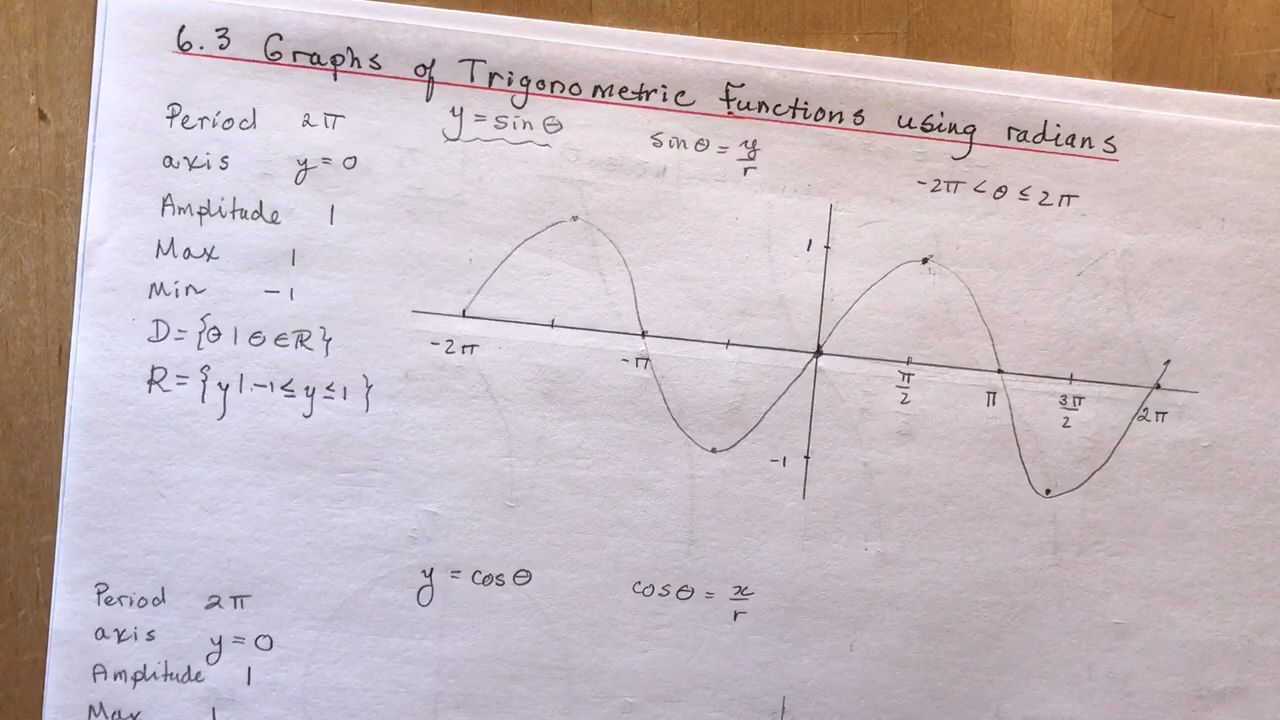 6.3 Graphs of Trigonometric Functions using radians
Period 2π
axis y = 0
Amplitude 1
Max 1
Min -1
D = {θ | θ ∈ ℝ}
R = {y | -1 ≤ y ≤ 1}
y = sin θ
sin θ = y/r
-2π < θ ≤ 2π
1
-2π
-π
π/2
π
3π/2
2π
-1
Period 2π
axis y = 0
Amplitude 1
Max 1
y = cos θ
cos θ = x/r